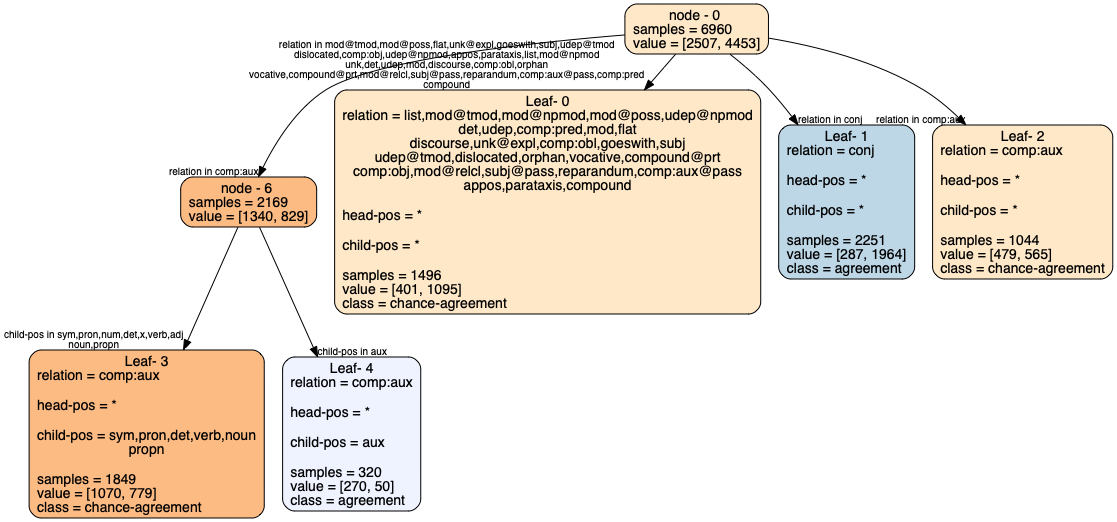 node - 0
samples = 6960
value = [2507, 4453]
relation in mod@tmod,mod@poss,flat,unk@expl,goeswith,subj,udep@tmod
dislocated,comp:obj,udep@npmod,appos,parataxis,list,mod@npmod
unk,det,udep,mod,discourse,comp:obl,orphan
vocative,compound@prt,mod@relcl,subj@pass,reparandum,comp:aux@pass,comp:pred
compound
Leaf- 0
relation = list,mod@tmod,mod@npmod,mod@poss,udep@npmod
det,udep,comp:pred,mod,flat
discourse,unk@expl,comp:obl,goeswith,subj
udep@tmod,dislocated,orphan,vocative,compound@prt
comp:obj,mod@relcl,subj@pass,reparandum,comp:aux@pass
appos,parataxis,compound
head-pos = *
child-pos = *
samples = 1496
value = [401, 1095]
class = chance-agreement
relation in conj
Leaf- 1
relation = conj
head-pos = *
child-pos = *
samples = 2251
value = [287, 1964]
class = agreement
relation in comp:aux
Leaf- 2
relation = comp:aux
head-pos = *
child-pos = *
samples = 1044
value = [479, 565]
class = chance-agreement
relation in comp:aux
node - 6
samples = 2169
value = [1340, 829]
child-pos in sym,pron,num,det,x,verb,adj
noun,propn
Leaf- 3
relation = comp:aux
head-pos = *
child-pos = sym,pron,det,verb,noun
propn
samples = 1849
value = [1070, 779]
class = chance-agreement
child-pos in aux
Leaf- 4
relation = comp:aux
head-pos = *
child-pos = aux
samples = 320
value = [270, 50]
class = agreement